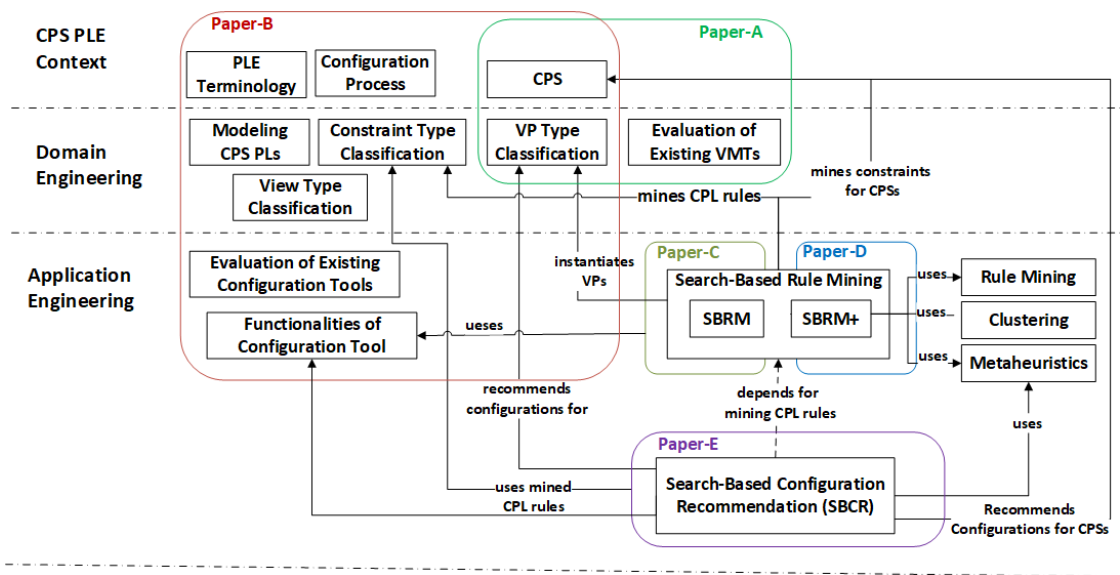 CPS PLE
Context
Paper-B
Paper-A
PLE
Terminology
Configuration
Process
CPS
Domain
Engineering
Modeling
CPS PLs
Constraint Type
Classification
VP Type
Classification
Evaluation of
Existing VMTs
View Type
Classification
mines CPL rules
mines constraints
for CPSs
Application
Engineering
Evaluation of Existing
Configuration Tools
instantiates
VPs
Paper-C
Paper-D
Search-Based Rule Mining
SBRM
SBRM+
uses
Rule Mining
uses
Clustering
uses
Metaheuristics
Functionalities of
Configuration Tool
ueses
recommends
configurations for
depends for
mining CPL rules
uses
Paper-E
Search-Based Configuration
Recommendation (SBCR)
uses mined
CPL rules
Recommends
Configurations for CPSs